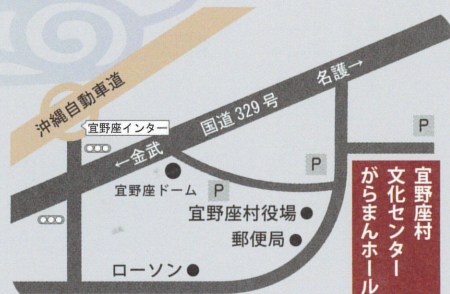 沖縄自動車道
宜野座インター
国道329号
名護→
←金武
宜野座ドーム
P
P
P
宜野座村役場
郵便局
ローソン
宜野座村
文化センター
がらまんホール